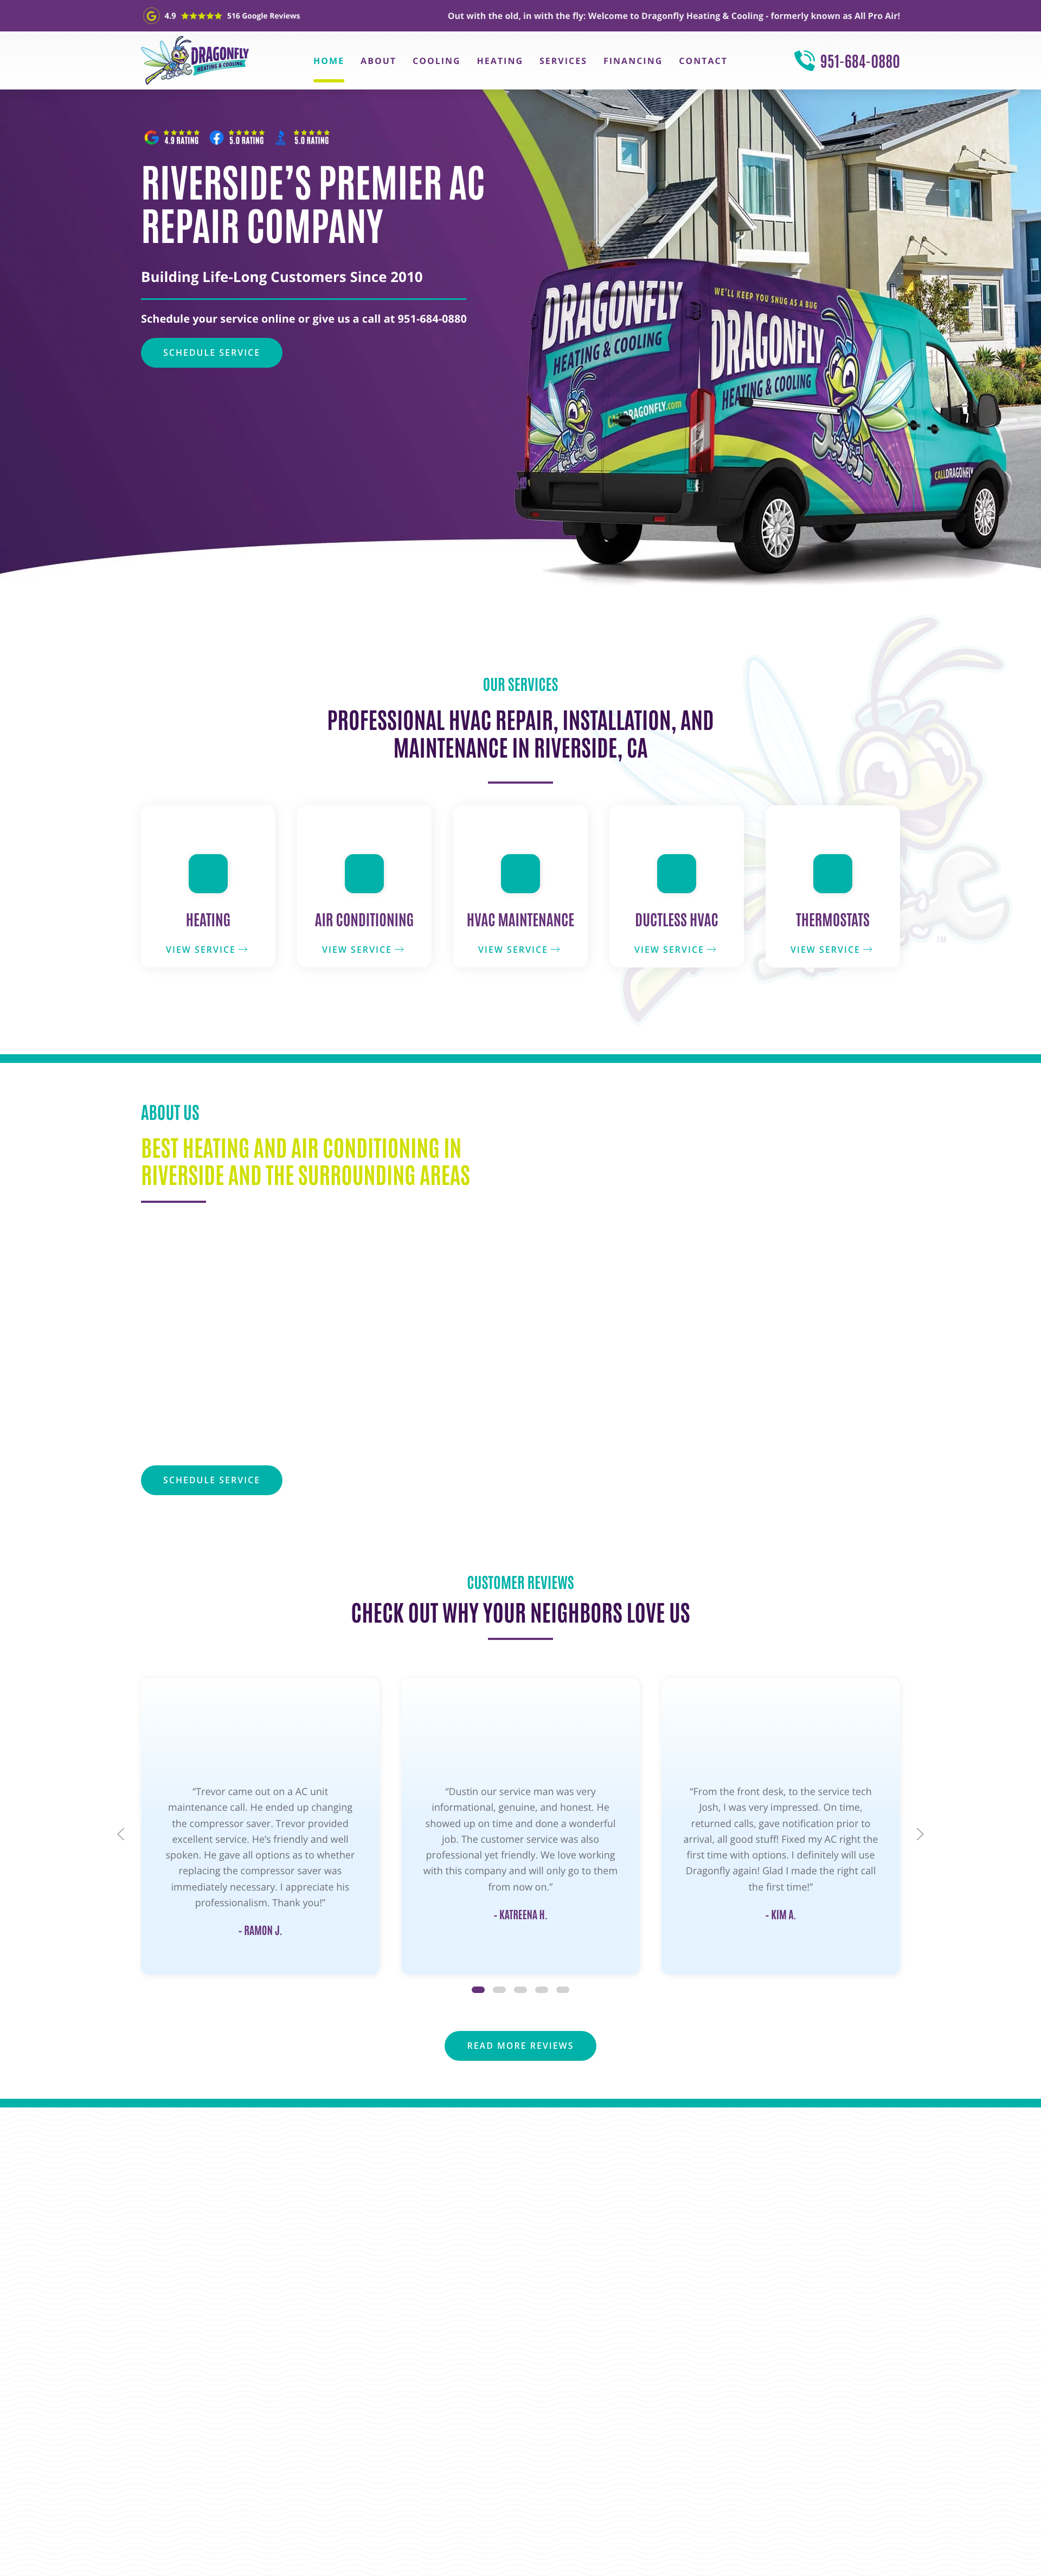 4.9 516 Google Reviews
Out with the old, in with the fly: Welcome to Dragonfly Heating & Cooling - formerly known as All Pro Air!
DRAGONFLY
HEATING & COOLING
HOME ABOUT COOLING HEATING SERVICES FINANCING CONTACT
951-684-0880
4.9 RATING 5.0 RATING 5.0 RATING
RIVERSIDE’S PREMIER AC
REPAIR COMPANY
Building Life-Long Customers Since 2010
Schedule your service online or give us a call at 951-684-0880
SCHEDULE SERVICE
DRAGONFLY
HEATING & COOLING
DRAGONFLY.com
WE'LL KEEP YOU SNUG AS A BUG
DRAGONFLY
HEATING & COOLING
CALLDRAGONFLY
OUR SERVICES
PROFESSIONAL HVAC REPAIR, INSTALLATION, AND
MAINTENANCE IN RIVERSIDE, CA
HEATING
VIEW SERVICE
AIR CONDITIONING
VIEW SERVICE
HVAC MAINTENANCE
VIEW SERVICE
DUCTLESS HVAC
VIEW SERVICE
THERMOSTATS
VIEW SERVICE
TM
ABOUT US
BEST HEATING AND AIR CONDITIONING IN
RIVERSIDE AND THE SURROUNDING AREAS
SCHEDULE SERVICE
CUSTOMER REVIEWS
CHECK OUT WHY YOUR NEIGHBORS LOVE US
“Trevor came out on a AC unit
maintenance call. He ended up changing
the compressor saver. Trevor provided
excellent service. He’s friendly and well
spoken. He gave all options as to whether
replacing the compressor saver was
immediately necessary. I appreciate his
professionalism. Thank you!”
- RAMON J.
“Dustin our service man was very
informational, genuine, and honest. He
showed up on time and done a wonderful
job. The customer service was also
professional yet friendly. We love working
with this company and will only go to them
from now on.”
- KATREENA H.
“From the front desk, to the service tech
Josh, I was very impressed. On time,
returned calls, gave notification prior to
arrival, all good stuff! Fixed my AC right the
first time with options. I definitely will use
Dragonfly again! Glad I made the right call
the first time!”
- KIM A.
READ MORE REVIEWS